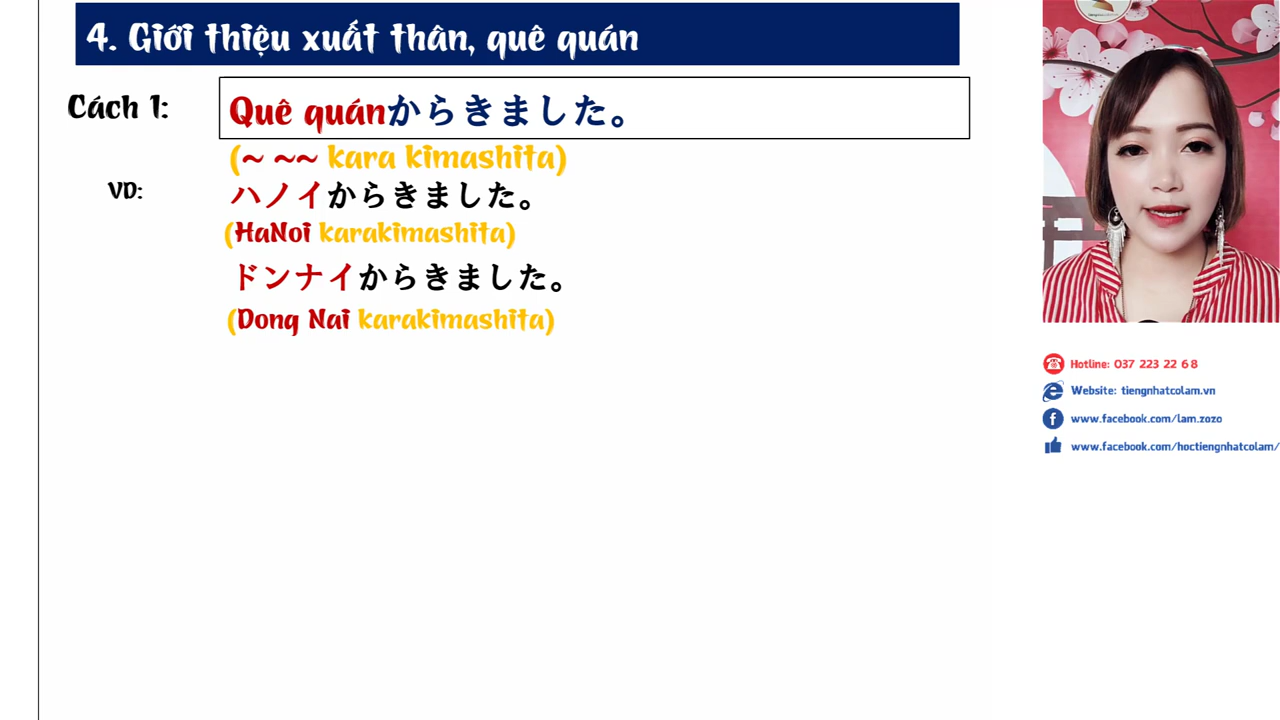 4. Giới thiệu xuất thân, quê quán
Cách 1:
Quê quánからきました。
(~ ~~ kara kimashita)
VD:
ハノイからきました。
(HaNoi karakimashita)
ドンナイからきました。
(Dong Nai karakimashita)
Hotline: 037 223 22 68
Website: tiengnhatcolam.vn
www.facebook.com/lam.zozo
www.facebook.com/hoctiengnhatcolam/